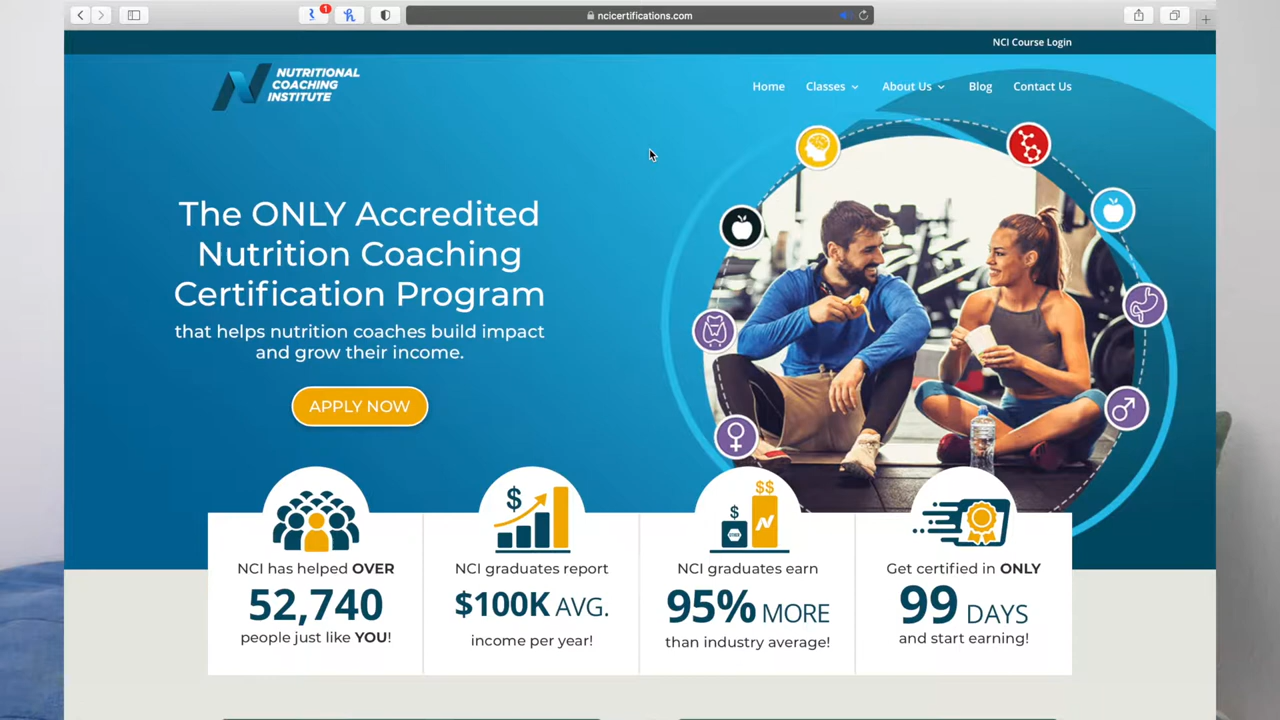 1
ncicertifications.com
NCI Course Login
NUTRITIONAL
COACHING
INSTITUTE
Home Classes About Us Blog Contact Us
The ONLY Accredited
Nutrition Coaching
Certification Program
that helps nutrition coaches build impact
and grow their income.
APPLY NOW
$
$ $$
NCI has helped OVER
52,740
people just like YOU!
NCI graduates report
$100K AVG.
income per year!
NCI graduates earn
95% MORE
than industry average!
Get certified in ONLY
99 DAYS
and start earning!